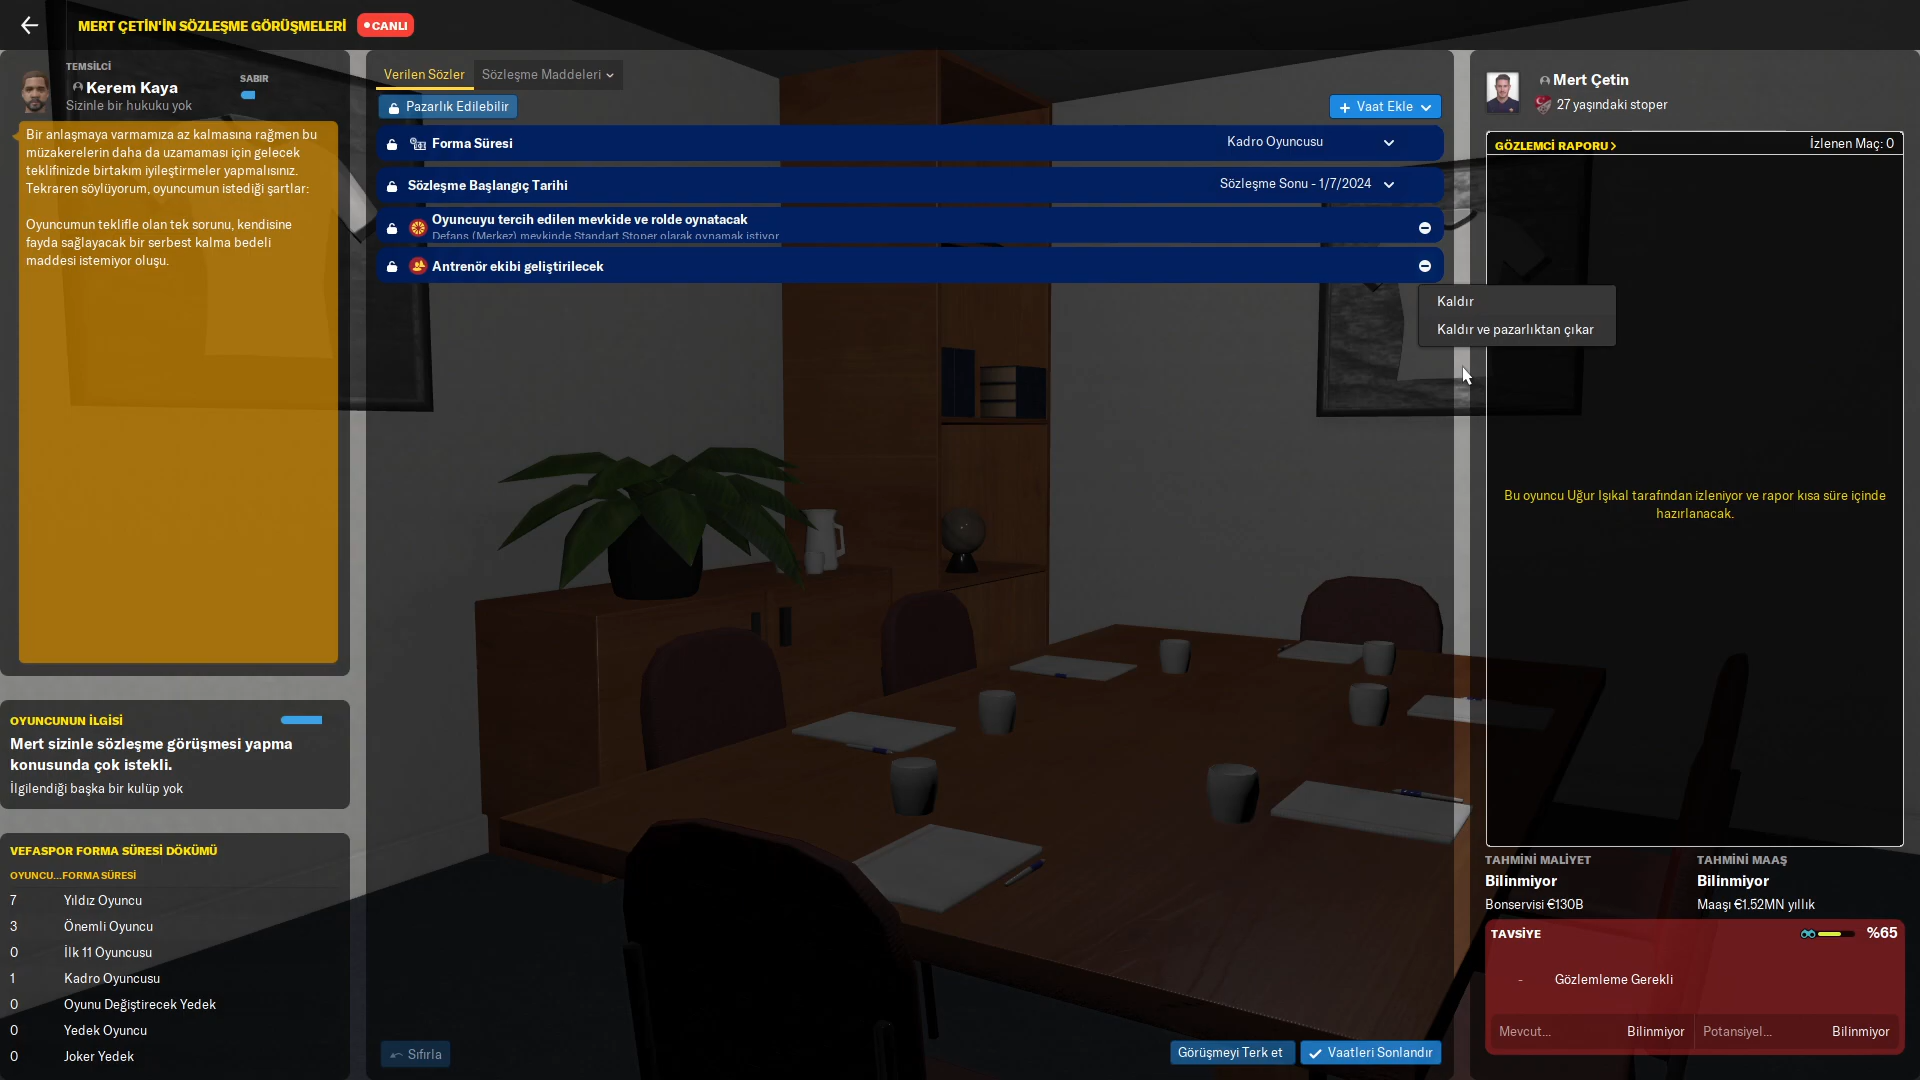 MERT ÇETİN'İN SÖZLEŞME GÖRÜŞMELERİ
CANLI
TEMSİLCİ
Kerem Kaya
Sizinle bir hukuku yok
SABIR
Bir anlaşmaya varmamıza az kalmasına rağmen bu
müzakerelerin daha da uzamaması için gelecek
teklifinizde birtakım iyileştirmeler yapmalısınız.
Tekraren söylüyorum, oyuncumun istediği şartlar:
Oyuncumun teklifle olan tek sorunu, kendisine
fayda sağlayacak bir serbest kalma bedeli
maddesi istemiyor oluşu.
OYUNCUNUN İLGİSİ
Mert sizinle sözleşme görüşmesi yapma
konusunda çok istekli.
İlgilendiği başka bir kulüp yok
VEFASPOR FORMA SÜRESİ DÖKÜMÜ
OYUNCU...FORMA SÜRESİ
7 Yıldız Oyuncu
3 Önemli Oyuncu
0 İlk 11 Oyuncusu
1 Kadro Oyuncusu
0 Oyunu Değiştirecek Yedek
0 Yedek Oyuncu
0 Joker Yedek
Verilen Sözler
Sözleşme Maddeleri
Pazarlık Edilebilir
Vaat Ekle
Forma Süresi
Kadro Oyuncusu
Sözleşme Başlangıç Tarihi
Sözleşme Sonu - 1/7/2024
Oyuncuyu tercih edilen mevkide ve rolde oynatacak
Defans (Merkez) mevkinde Standart Stoper olarak oynamak istiyor
Antrenör ekibi geliştirilecek
Kaldır
Kaldır ve pazarlıktan çıkar
Sıfırla
Görüşmeyi Terk et
Vaatleri Sonlandır
Mert Çetin
27 yaşındaki stoper
GÖZLEMCİ RAPORU
İzlenen Maç: 0
Bu oyuncu Uğur Işıkal tarafından izleniyor ve rapor kısa süre içinde
hazırlanacak.
TAHMİNİ MALİYET
Bilinmiyor
Bonservisi €130B
TAHMİNİ MAAŞ
Bilinmiyor
Maaşı €1.52MN yıllık
TAVSİYE
%65
- Gözlemleme Gerekli
Mevcut... Bilinmiyor
Potansiyel... Bilinmiyor